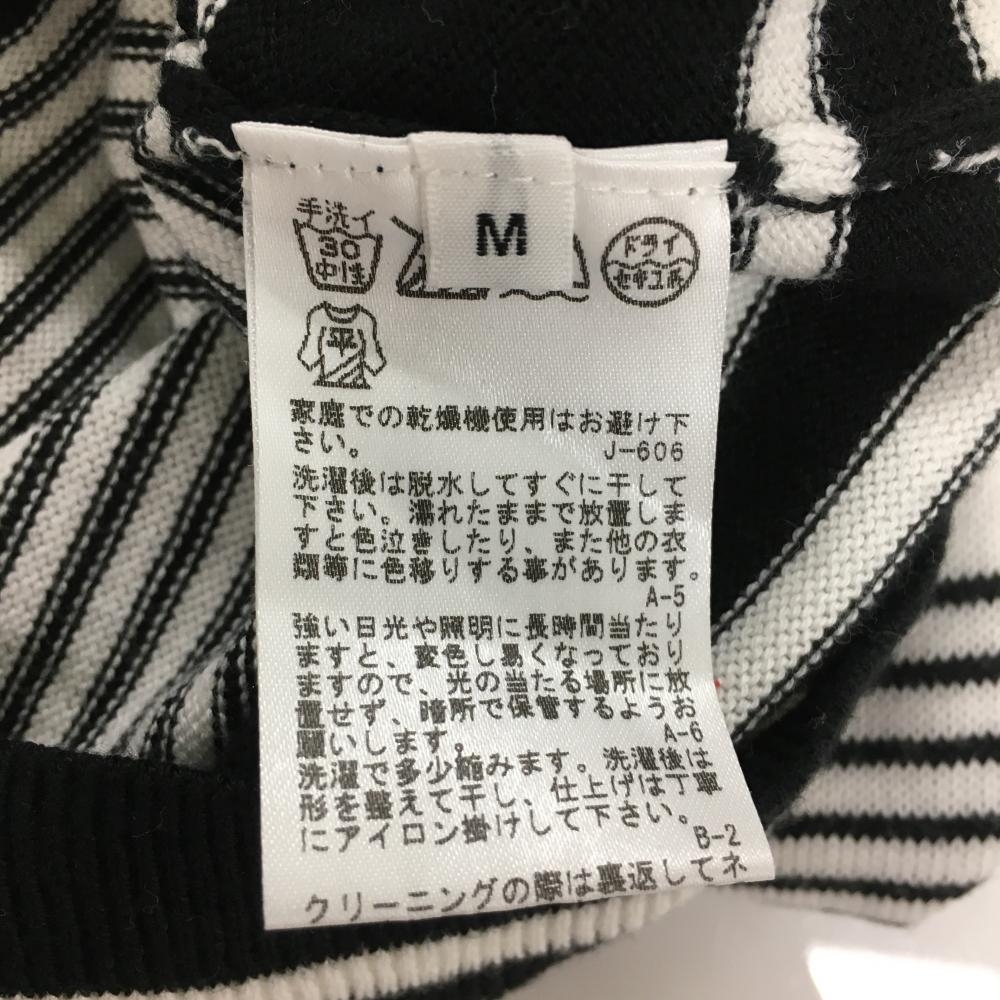 M
手洗イ
30
中性
ドライ
セキユ系
平
家庭での乾燥機使用はお避け下
さい。
J-606
洗濯後は脱水してすぐに干して
下さい。濡れたままで放置しま
すと色泣きしたり、また他の衣
類等に色移りする事があります。
A-5
強い日光や照明に長時間当たり
ますと、変色し易くなっており
ますので、光の当たる場所に放
置せず、暗所で保管するようお
願いします。
A-6
洗濯で多少縮みます。洗濯後は
形を整えて干し、仕上げは丁寧
にアイロン掛けして下さい。
B-2
クリーニングの際は裏返してネ